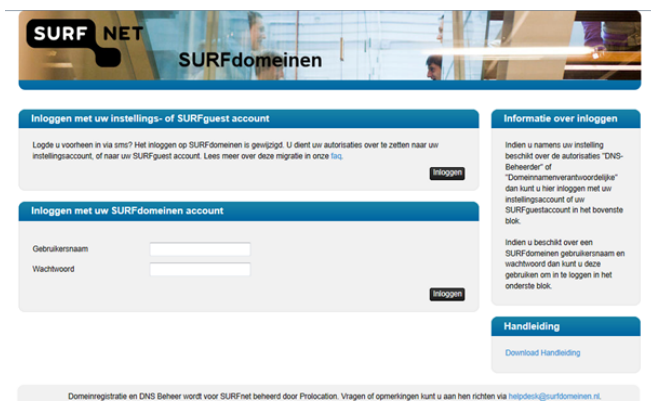 SURF NET
SURFdomeinen
Inloggen met uw instellings- of SURFguest account
Logde u voorheen in via sms? Het inloggen op SURFdomeinen is gewijzigd. U dient uw autorisaties over te zetten naar uw
instellingsaccount, of naar uw SURFguest account. Lees meer over deze migratie in onze faq.
Inloggen
Inloggen met uw SURFdomeinen account
Gebruikersnaam
Wachtwoord
Inloggen
Informatie over inloggen
Indien u namens uw instelling
beschikt over de autorisaties "DNS-
Beheerder" of
"Domeinnamenverantwoordelijke"
dan kunt u hier inloggen met uw
instellingsaccount of uw
SURFguestaccount in het bovenste
blok.
Indien u beschikt over een
SURFdomeinen gebruikersnaam en
wachtwoord dan kunt u deze
gebruiken om in te loggen in het
onderste blok.
Handleiding
Download Handleiding
Domeinregistratie en DNS Beheer wordt voor SURFnet beheerd door Prolocation. Vragen of opmerkingen kunt u aan hen richten via helpdesk@surfdomeinen.nl.